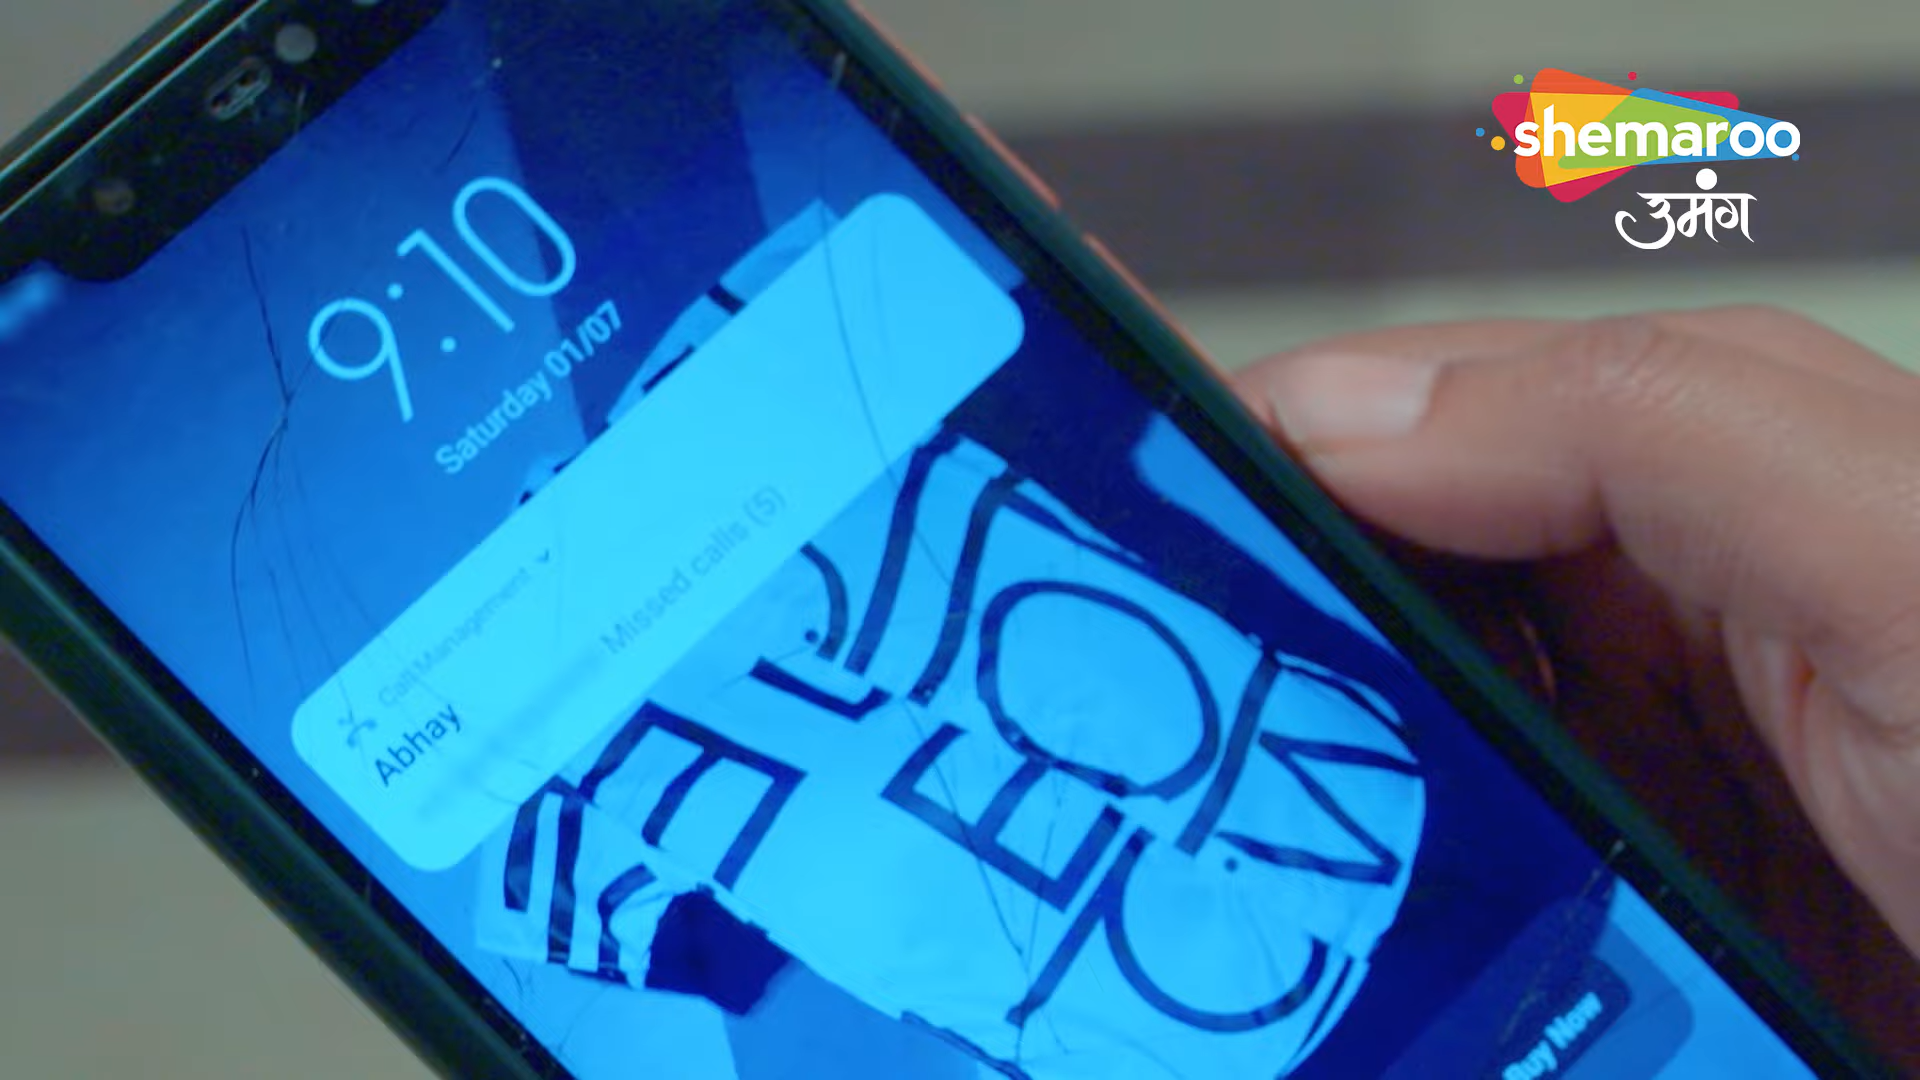 shemaroo
उमंग
9:10
Saturday 01/07
Call Management
Abhay
Missed calls (5)
Buy Now